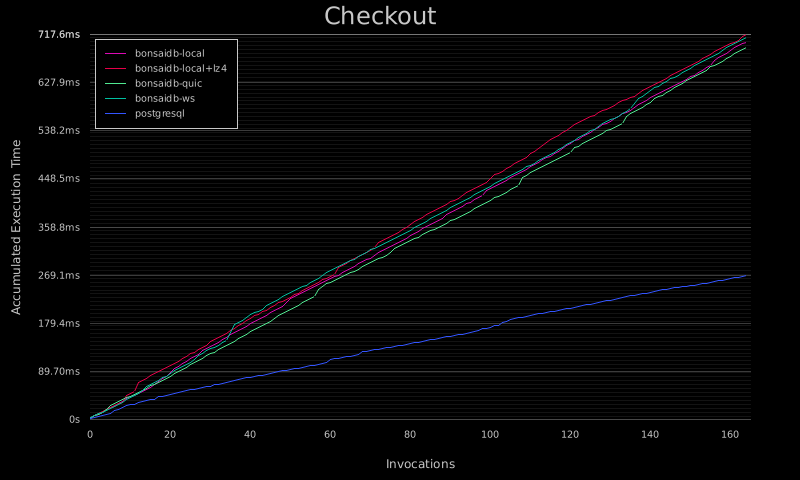 Checkout
717.6ms
627.9ms
538.2ms
448.5ms
358.8ms
269.1ms
179.4ms
89.70ms
0s
Accumulated Execution Time
bonsaidb-local
bonsaidb-local+lz4
bonsaidb-quic
bonsaidb-ws
postgresql
0 20 40 60 80 100 120 140 160
Invocations